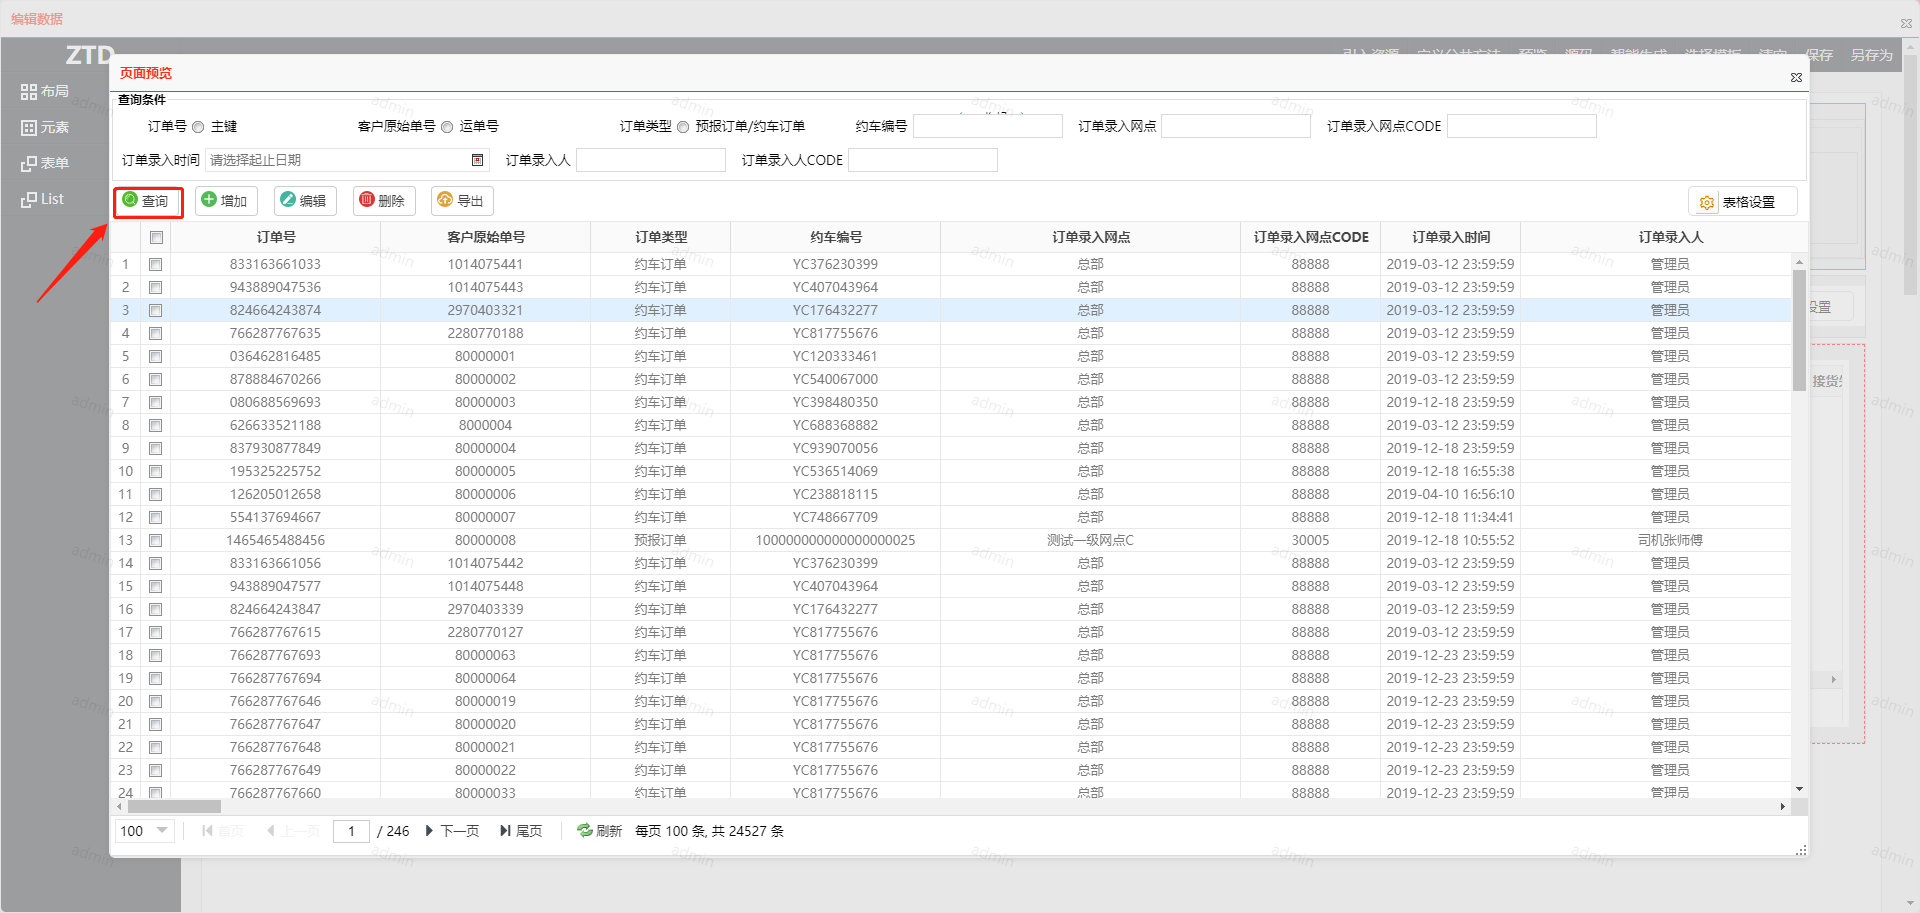 编辑数据
ZTD
引入资源 定义公共方法 预览 源码 智能生成 选择模板 清空 保存 另存为
布局
元素
表单
List
页面预览
查询条件
订单号 主键 客户原始单号 运单号 订单类型 预报订单/约车订单 约车编号 订单录入网点 订单录入网点CODE
订单录入时间 请选择起止日期 订单录入人 订单录入人CODE
查询 增加 编辑 删除 导出 表格设置
订单号 客户原始单号 订单类型 约车编号 订单录入网点 订单录入网点CODE 订单录入时间 订单录入人
1 833163661033 1014075441 约车订单 YC376230399 总部 88888 2019-03-12 23:59:59 管理员
2 943889047536 1014075443 约车订单 YC407043964 总部 88888 2019-03-12 23:59:59 管理员
3 824664243874 2970403321 约车订单 YC176432277 总部 88888 2019-03-12 23:59:59 管理员
4 766287767635 2280770188 约车订单 YC817755676 总部 88888 2019-03-12 23:59:59 管理员
5 036462816485 80000001 约车订单 YC120333461 总部 88888 2019-03-12 23:59:59 管理员
6 878884670266 80000002 约车订单 YC540067000 总部 88888 2019-03-12 23:59:59 管理员
7 080688569693 80000003 约车订单 YC398480350 总部 88888 2019-12-18 23:59:59 管理员
8 626633521188 8000004 约车订单 YC688368882 总部 88888 2019-03-12 23:59:59 管理员
9 837930877849 80000004 约车订单 YC939070056 总部 88888 2019-12-18 23:59:59 管理员
10 195325225752 80000005 约车订单 YC536514069 总部 88888 2019-12-18 16:55:38 管理员
11 126205012658 80000006 约车订单 YC238818115 总部 88888 2019-04-10 16:56:10 管理员
12 554137694667 80000007 约车订单 YC748667709 总部 88888 2019-12-18 11:34:41 管理员
13 1465465488456 80000008 预报订单 100000000000000000025 测试一级网点C 30005 2019-12-18 10:55:52 司机张师傅
14 833163661056 1014075442 约车订单 YC376230399 总部 88888 2019-03-12 23:59:59 管理员
15 943889047577 1014075448 约车订单 YC407043964 总部 88888 2019-03-12 23:59:59 管理员
16 824664243847 2970403339 约车订单 YC176432277 总部 88888 2019-03-12 23:59:59 管理员
17 766287767615 2280770127 约车订单 YC817755676 总部 88888 2019-03-12 23:59:59 管理员
18 766287767693 80000063 约车订单 YC817755676 总部 88888 2019-12-23 23:59:59 管理员
19 766287767694 80000064 约车订单 YC817755676 总部 88888 2019-12-23 23:59:59 管理员
20 766287767646 80000019 约车订单 YC817755676 总部 88888 2019-12-23 23:59:59 管理员
21 766287767647 80000020 约车订单 YC817755676 总部 88888 2019-12-23 23:59:59 管理员
22 766287767648 80000021 约车订单 YC817755676 总部 88888 2019-12-23 23:59:59 管理员
23 766287767649 80000022 约车订单 YC817755676 总部 88888 2019-12-23 23:59:59 管理员
24 766287767660 80000033 约车订单 YC817755676 总部 88888 2019-12-23 23:59:59 管理员
100 首页 上一页 1 / 246 下一页 尾页 刷新 每页 100 条, 共 24527 条
设置
接货
admin